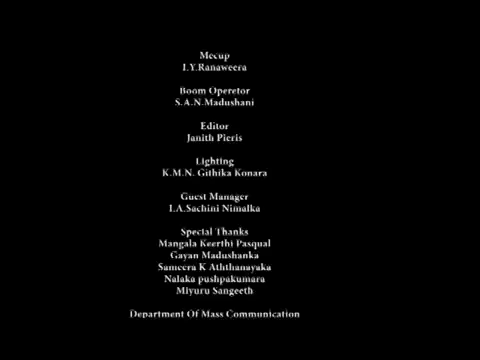 Mecup
I.Y.Ranaweera
Boom Operetor
S.A.N.Madushani
Editor
Janith Pieris
Lighting
K.M.N. Githika Konara
Guest Manager
I.A.Sachini Nimalka
Special Thanks
Mangala Keerthi Pasqual
Gayan Madushanka
Sameera K Aththanayaka
Nalaka pushpakumara
Miyuru Sangeeth
Department Of Mass Communication